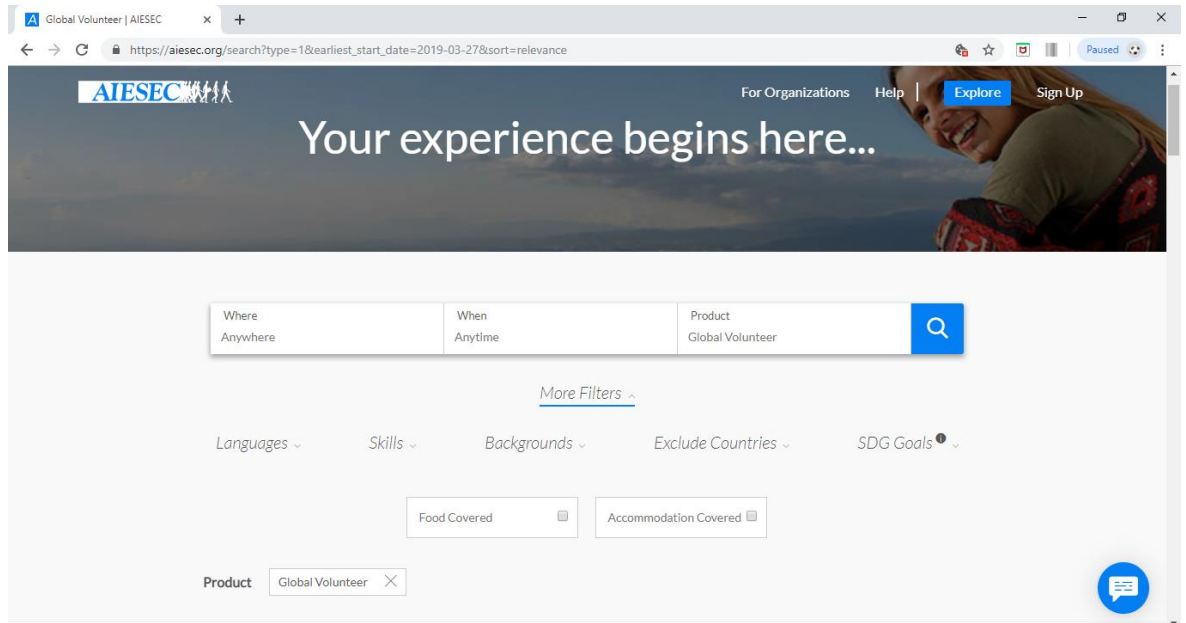 Global Volunteer | AIESEC
https://aiesec.org/search?type=1&earliest_start_date=2019-03-27&sort=relevance
Paused
AIESEC
For Organizations Help Explore Sign Up
Your experience begins here...
Where When Product
Anywhere Anytime Global Volunteer
More Filters
Languages Skills Backgrounds Exclude Countries SDG Goals
Food Covered Accommodation Covered
Product Global Volunteer